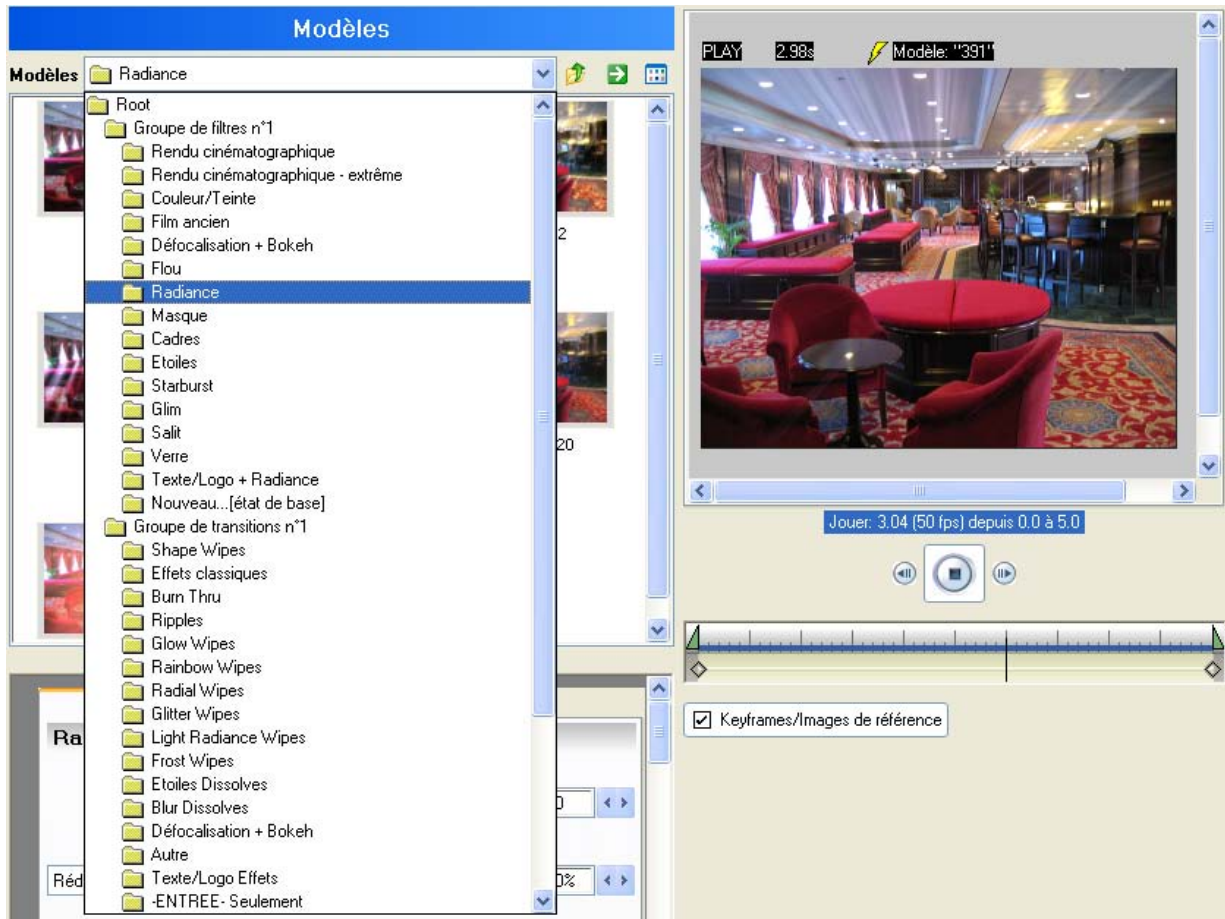 Modèles
Modèles Radiance
Root
Groupe de filtres n°1
Rendu cinématographique
Rendu cinématographique - extrême
Couleur/Teinte
Film ancien
Défocalisation + Bokeh
Flou
Radiance
Masque
Cadres
Etoiles
Starburst
Glim
Salit
Verre
Texte/Logo + Radiance
Nouveau...[état de base]
Groupe de transitions n°1
Shape Wipes
Effets classiques
Burn Thru
Ripples
Glow Wipes
Rainbow Wipes
Radial Wipes
Glitter Wipes
Light Radiance Wipes
Frost Wipes
Etoiles Dissolves
Blur Dissolves
Défocalisation + Bokeh
Autre
Texte/Logo Effets
-ENTREE- Seulement
2
20
Ra
0
Réd
0%
PLAY 2.98s Modèle: "391"
Jouer: 3.04 (50 fps) depuis 0.0 à 5.0
Keyframes/Images de référence